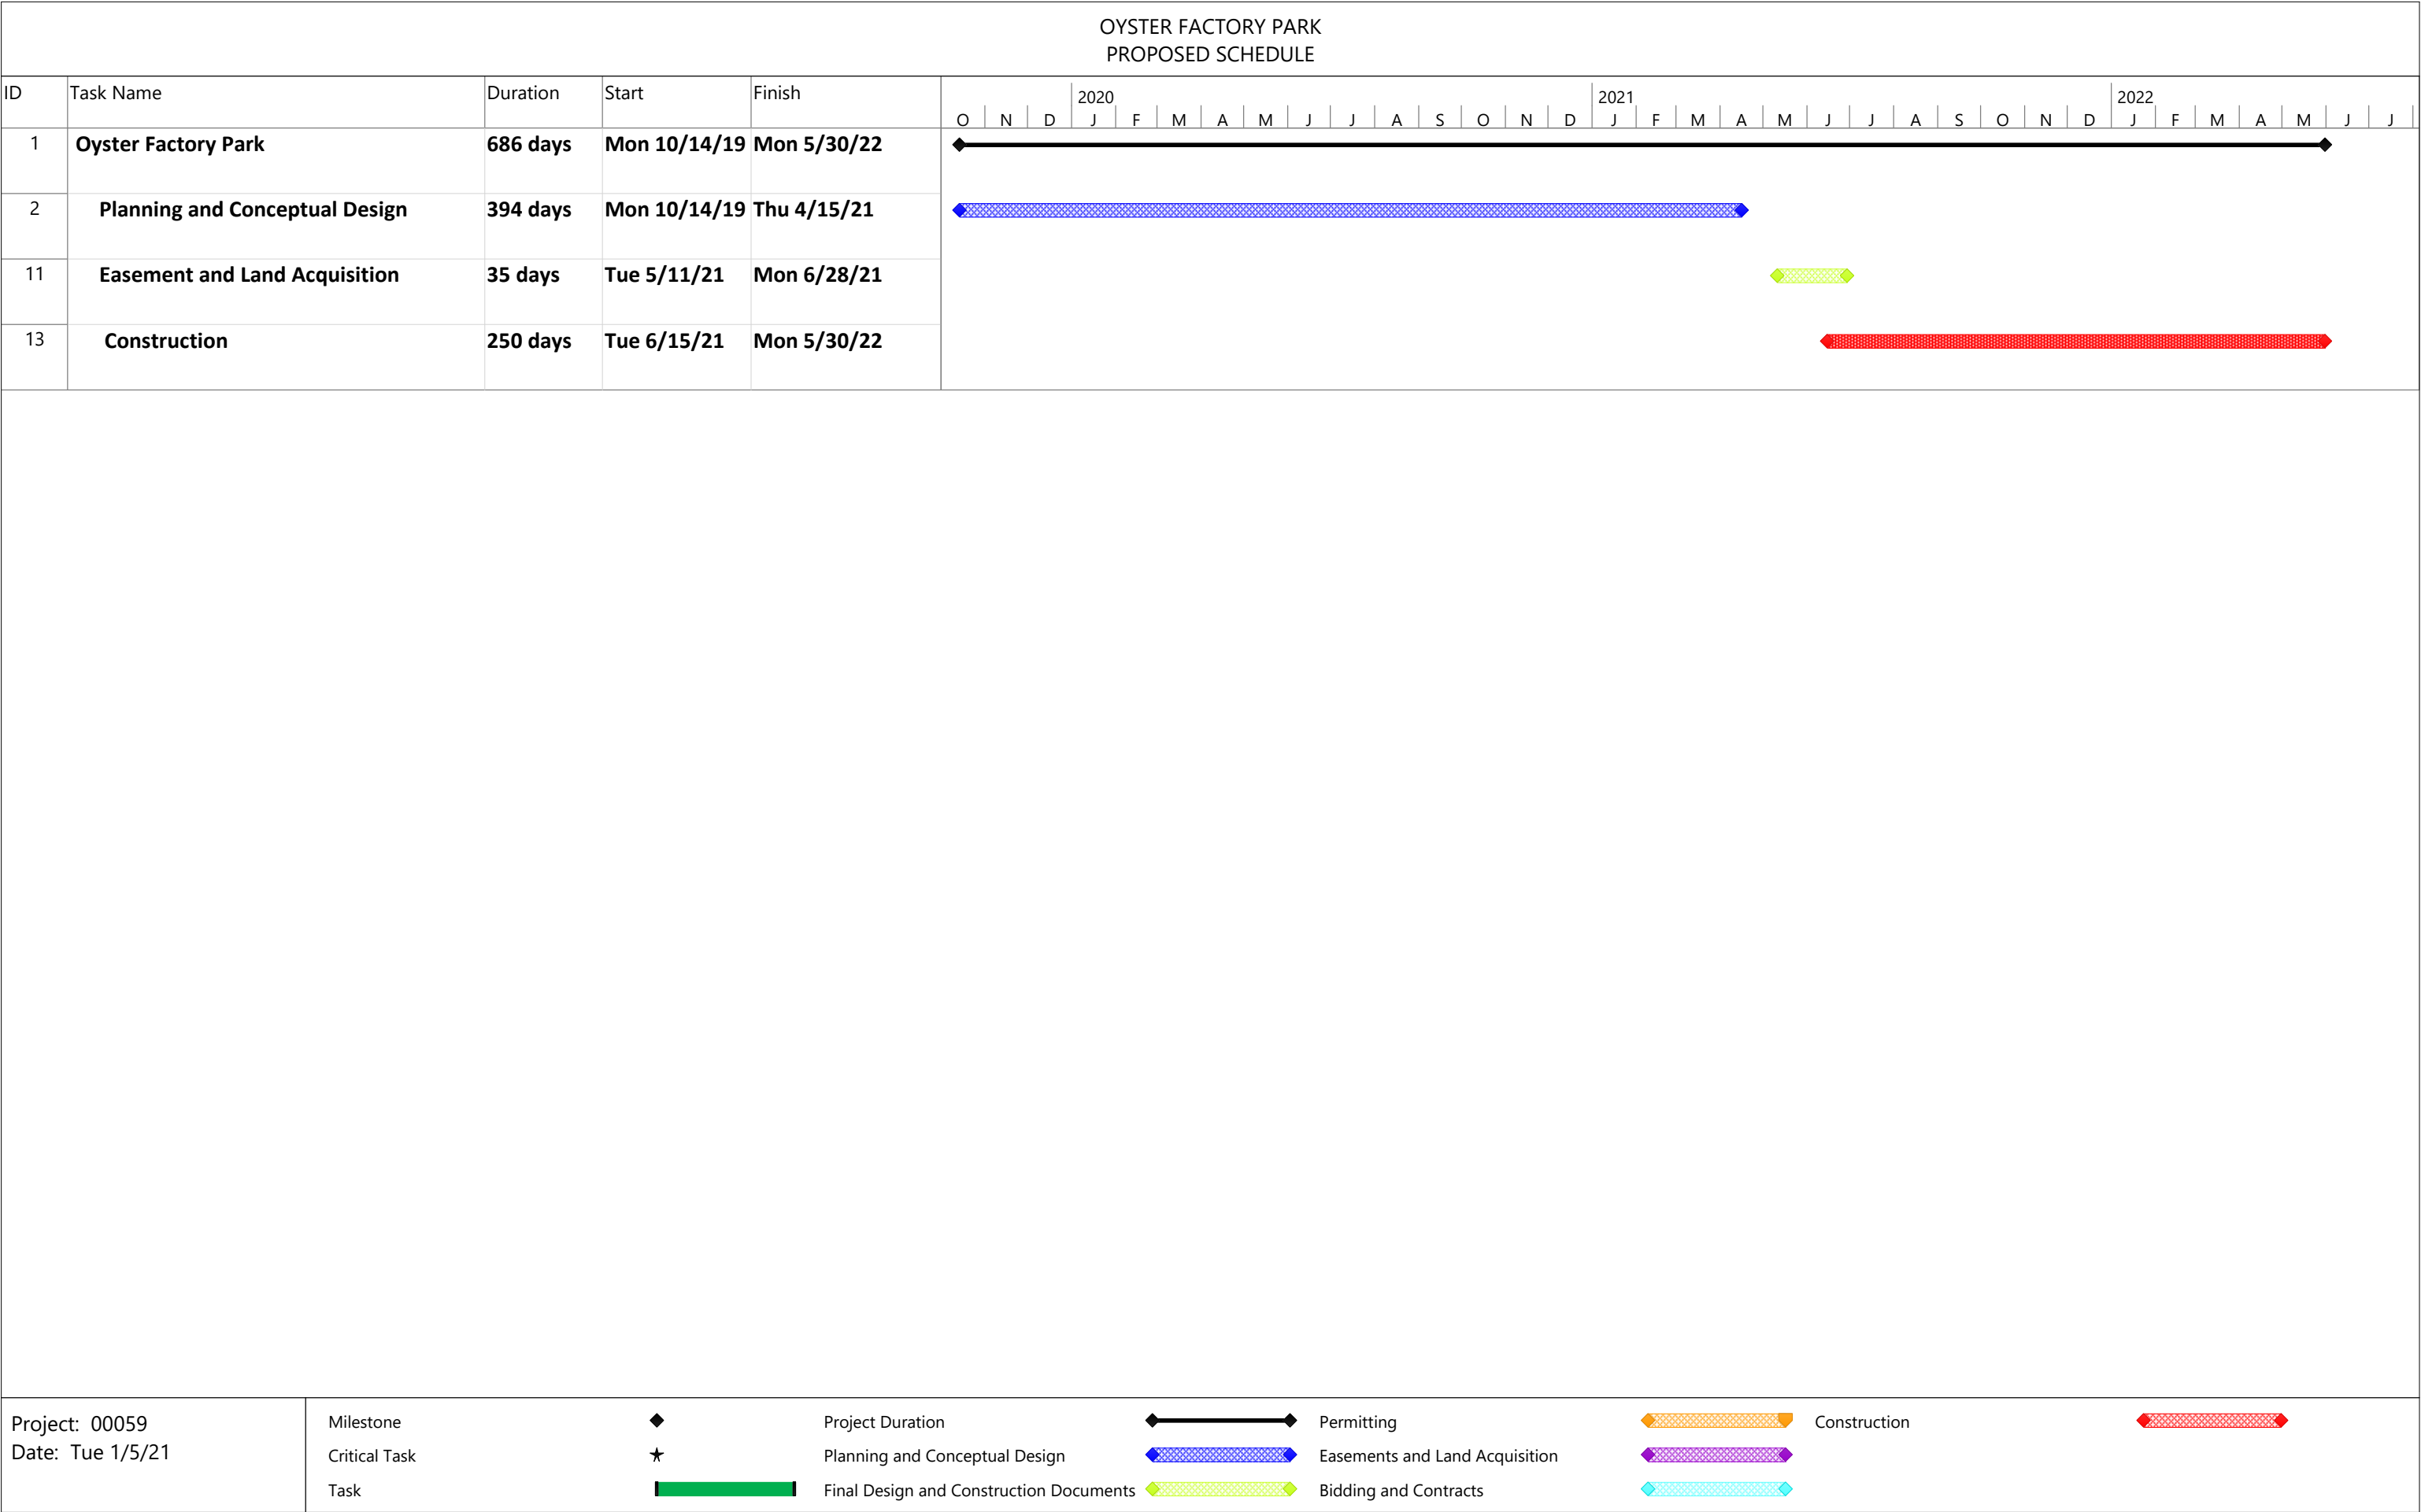 OYSTER FACTORY PARK
PROPOSED SCHEDULE
ID Task Name Duration Start Finish
2020 2021 2022
O N D J F M A M J J A S O N D J F M A M J J A S O N D J F M A M J J
1 Oyster Factory Park 686 days Mon 10/14/19 Mon 5/30/22
2 Planning and Conceptual Design 394 days Mon 10/14/19 Thu 4/15/21
11 Easement and Land Acquisition 35 days Tue 5/11/21 Mon 6/28/21
13 Construction 250 days Tue 6/15/21 Mon 5/30/22
Project: 00059
Date: Tue 1/5/21
Milestone Project Duration Permitting Construction
Critical Task Planning and Conceptual Design Easements and Land Acquisition
Task Final Design and Construction Documents Bidding and Contracts